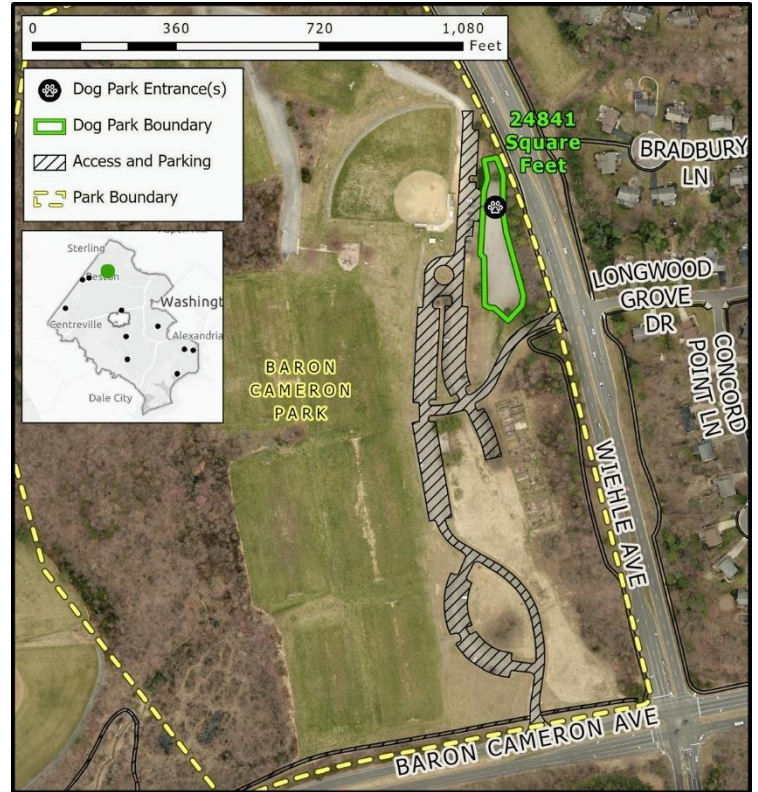 0 360 720 1,080
Feet
Dog Park Entrance(s)
Dog Park Boundary
Access and Parking
Park Boundary
Sterling
Reston
Washingt
Centreville
Alexandria
Dale City
24841
Square
Feet
BRADBURY
LN
LONGWOOD
GROVE
DR
CONCORD
POINT LN
BARON
CAMERON
PARK
WIEHLE AVE
BARON CAMERON AVE